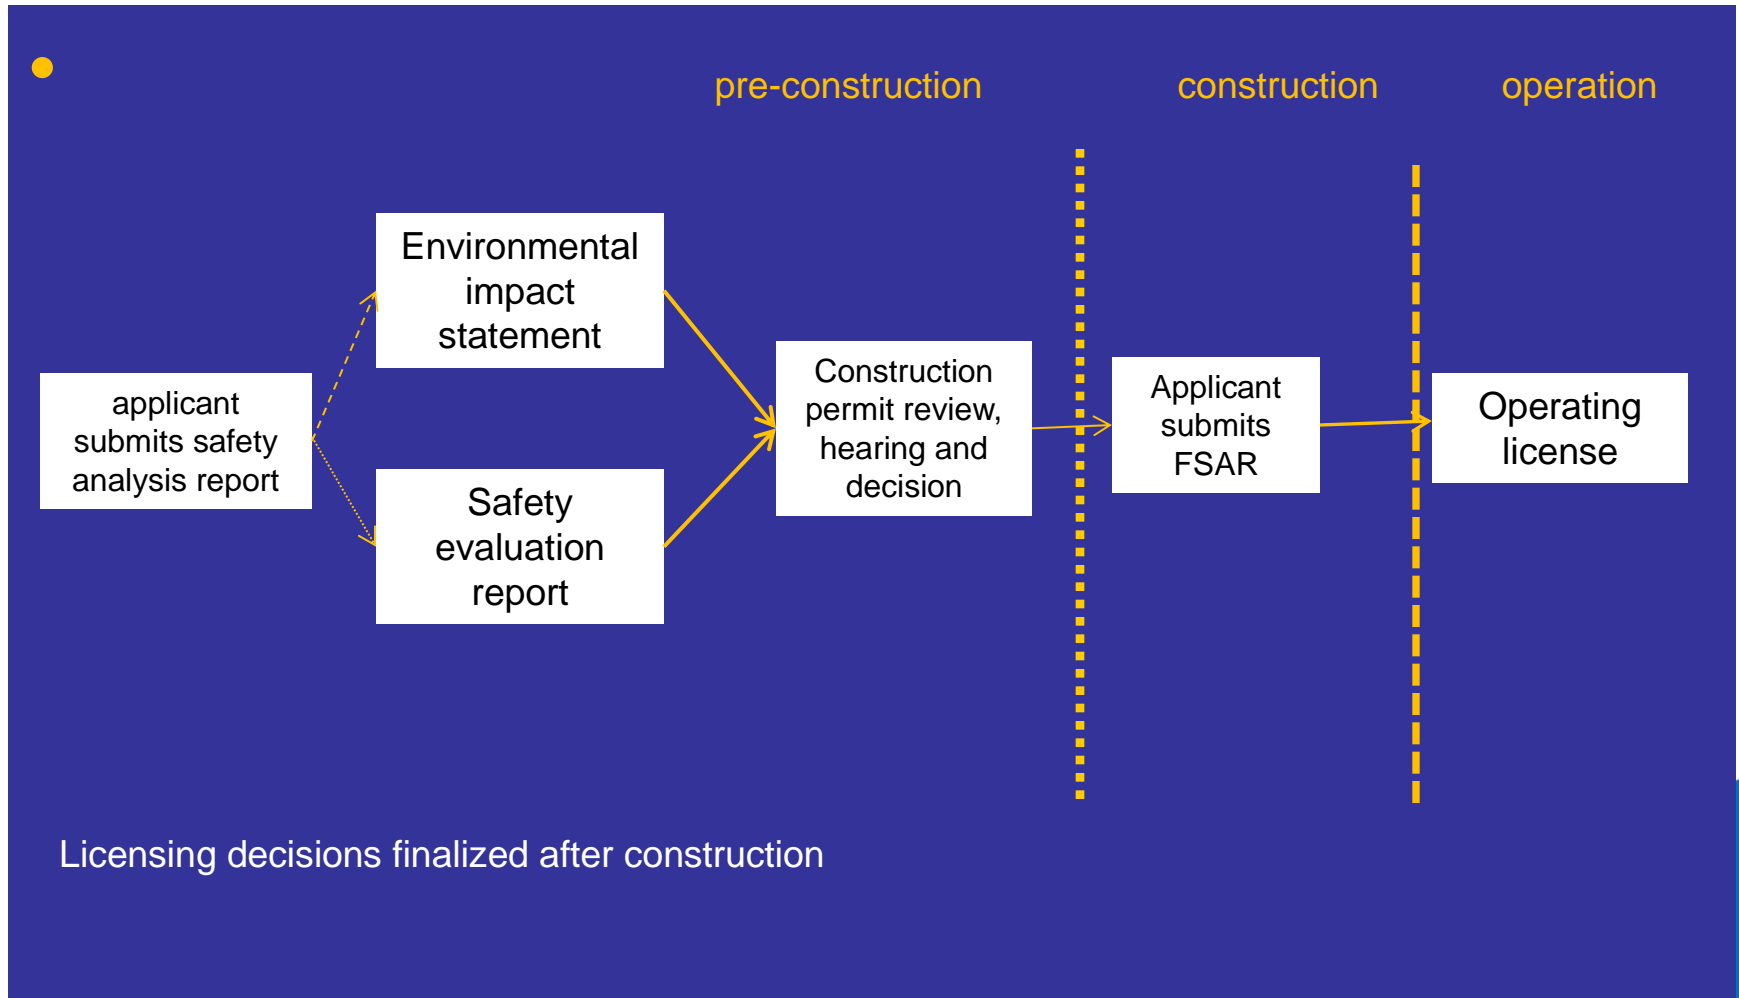 pre-construction
construction
operation
applicant
submits safety
analysis report
Environmental
impact
statement
Safety
evaluation
report
Construction
permit review,
hearing and
decision
Applicant
submits
FSAR
Operating
license
Licensing decisions finalized after construction